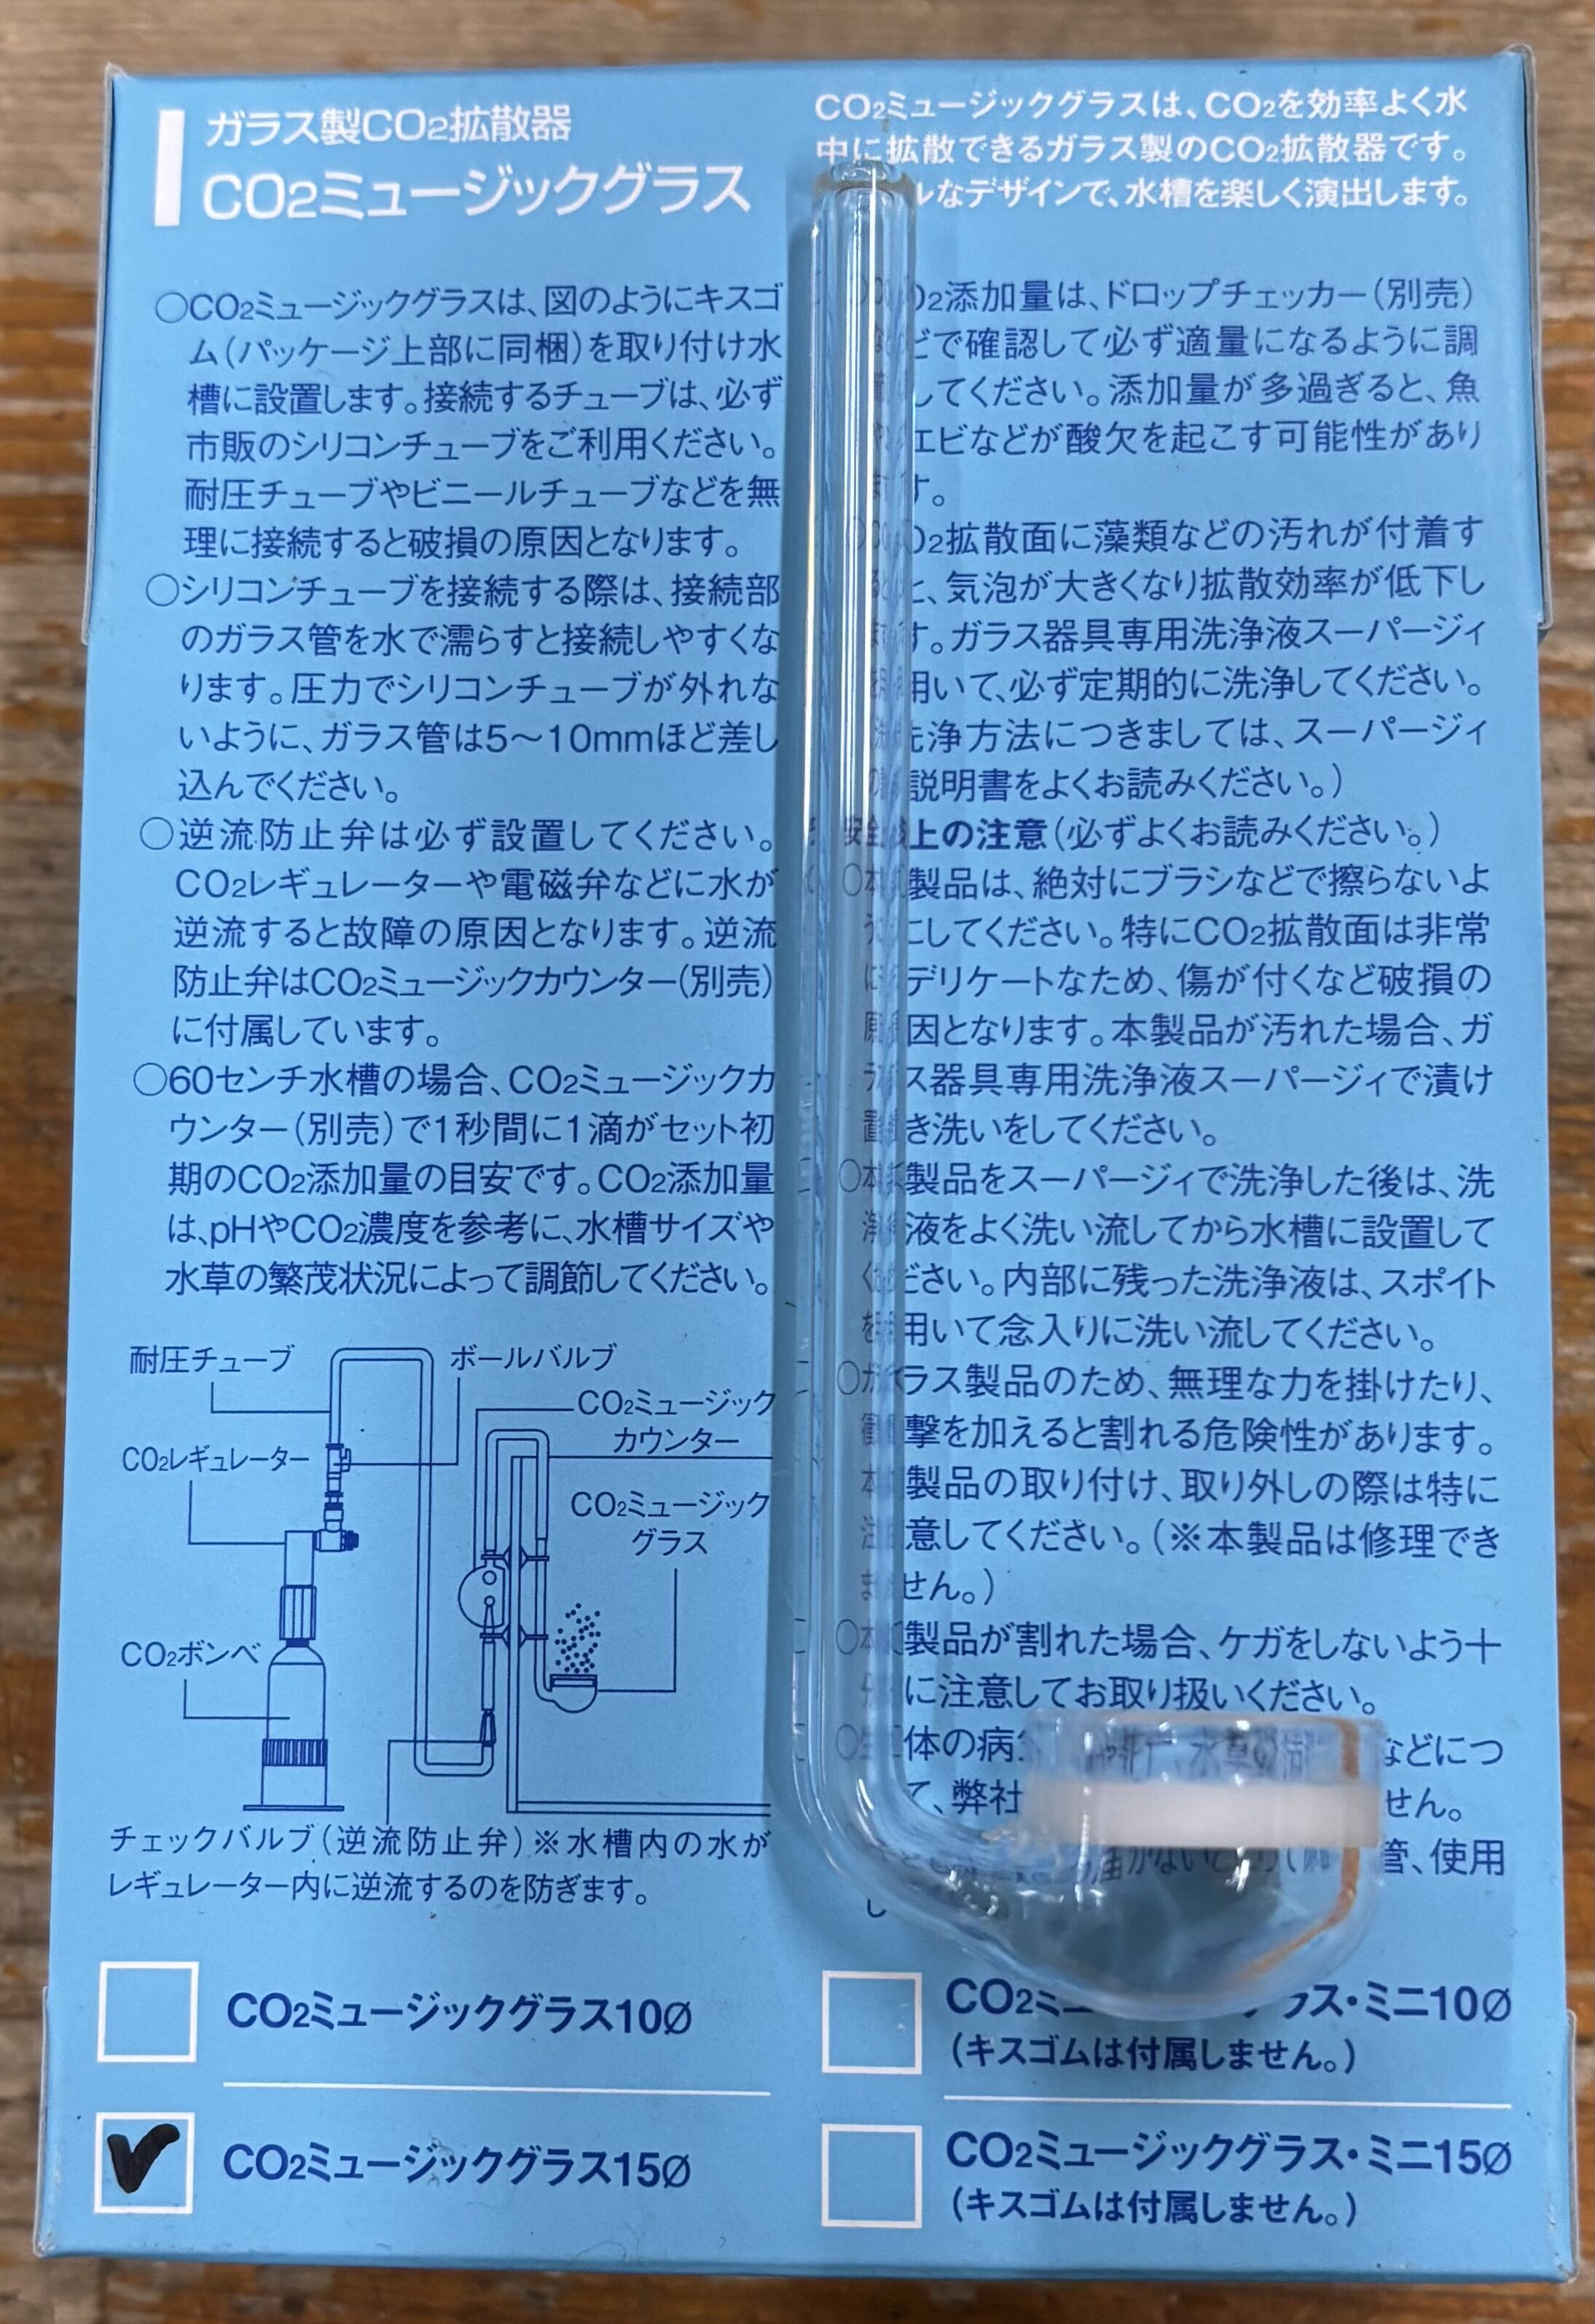 ガラス製CO2拡散器
CO2ミュージックグラス
CO2ミュージックグラスは、CO2を効率よく水
中に拡散できるガラス製のCO2拡散器です。
ルなデザインで、水槽を楽しく演出します。
○CO2ミュージックグラスは、図のようにキスゴ
ム（パッケージ上部に同梱）を取り付け水
槽に設置します。接続するチューブは、必ず
市販のシリコンチューブをご利用ください。
耐圧チューブやビニールチューブなどを無
理に接続すると破損の原因となります。
○シリコンチューブを接続する際は、接続部
のガラス管を水で濡らすと接続しやすくな
ります。圧力でシリコンチューブが外れな
いように、ガラス管は5〜10mmほど差し
込んでください。
○逆流防止弁は必ず設置してください。
CO2レギュレーターや電磁弁などに水が
逆流すると故障の原因となります。逆流
防止弁はCO2ミュージックカウンター（別売）
に付属しています。
○60センチ水槽の場合、CO2ミュージックカ
ウンター（別売）で1秒間に1滴がセット初
期のCO2添加量の目安です。CO2添加量
は、pHやCO2濃度を参考に、水槽サイズや
水草の繁茂状況によって調節してください。
耐圧チューブ
ボールバルブ
CO2ミュージック
カウンター
CO2レギュレーター
CO2ミュージック
グラス
CO2ボンベ
チェックバルブ（逆流防止弁）※水槽内の水が
レギュレーター内に逆流するのを防ぎます。
O2添加量は、ドロップチェッカー（別売）
どで確認して必ず適量になるように調
してください。添加量が多過ぎると、魚
エビなどが酸欠を起こす可能性があり
ます。
O2拡散面に藻類などの汚れが付着す
ると、気泡が大きくなり拡散効率が低下し
ます。ガラス器具専用洗浄液スーパージィ
用いて、必ず定期的に洗浄してください。
洗浄方法につきましては、スーパージィ
の説明書をよくお読みください。）
安全上の注意（必ずよくお読みください。）
○本製品は、絶対にブラシなどで擦らないよ
うにしてください。特にCO2拡散面は非常
にデリケートなため、傷が付くなど破損の
原因となります。本製品が汚れた場合、ガ
ラス器具専用洗浄液スーパージィで漬け
置き洗いをしてください。
○本製品をスーパージィで洗浄した後は、洗
浄液をよく洗い流してから水槽に設置して
ください。内部に残った洗浄液は、スポイト
を用いて念入りに洗い流してください。
○ガラス製品のため、無理な力を掛けたり、
衝撃を加えると割れる危険性があります。
本製品の取り付け、取り外しの際は特に
注意してください。（※本製品は修理でき
ません。）
○本製品が割れた場合、ケガをしないよう十
分に注意してお取り扱いください。
○生体の病 水草の などにつ
て、弊社 せん。
管、使用
CO2ミュージックグラス10Ø
CO2ミュージックグラス15Ø
CO2ミ グラス・ミニ10Ø
（キスゴムは付属しません。）
CO2ミュージックグラス・ミニ15Ø
（キスゴムは付属しません。）